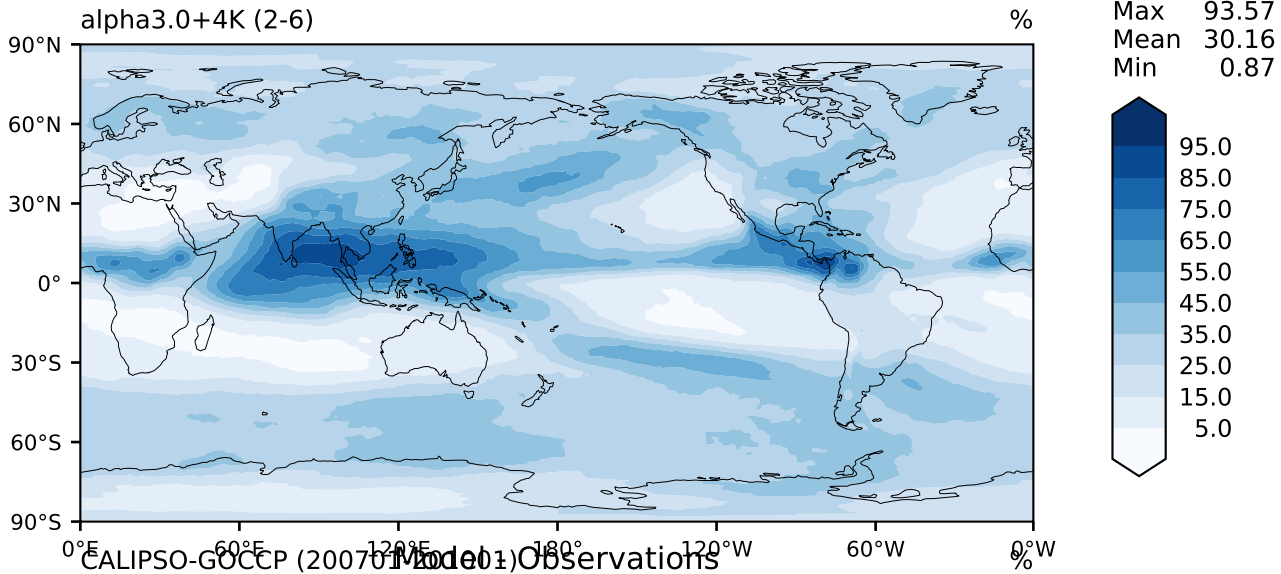 alpha3.0+4K (2-6) %
Max 93.57
Mean 30.16
Min 0.87
90°N
60°N
30°N
0°
30°S
60°S
90°S
95.0
85.0
75.0
65.0
55.0
45.0
35.0
25.0
15.0
5.0
0°E 60°E 120°E 180° 120°W 60°W 0°W
CALIPSO-GOCCP %
Model - Observations